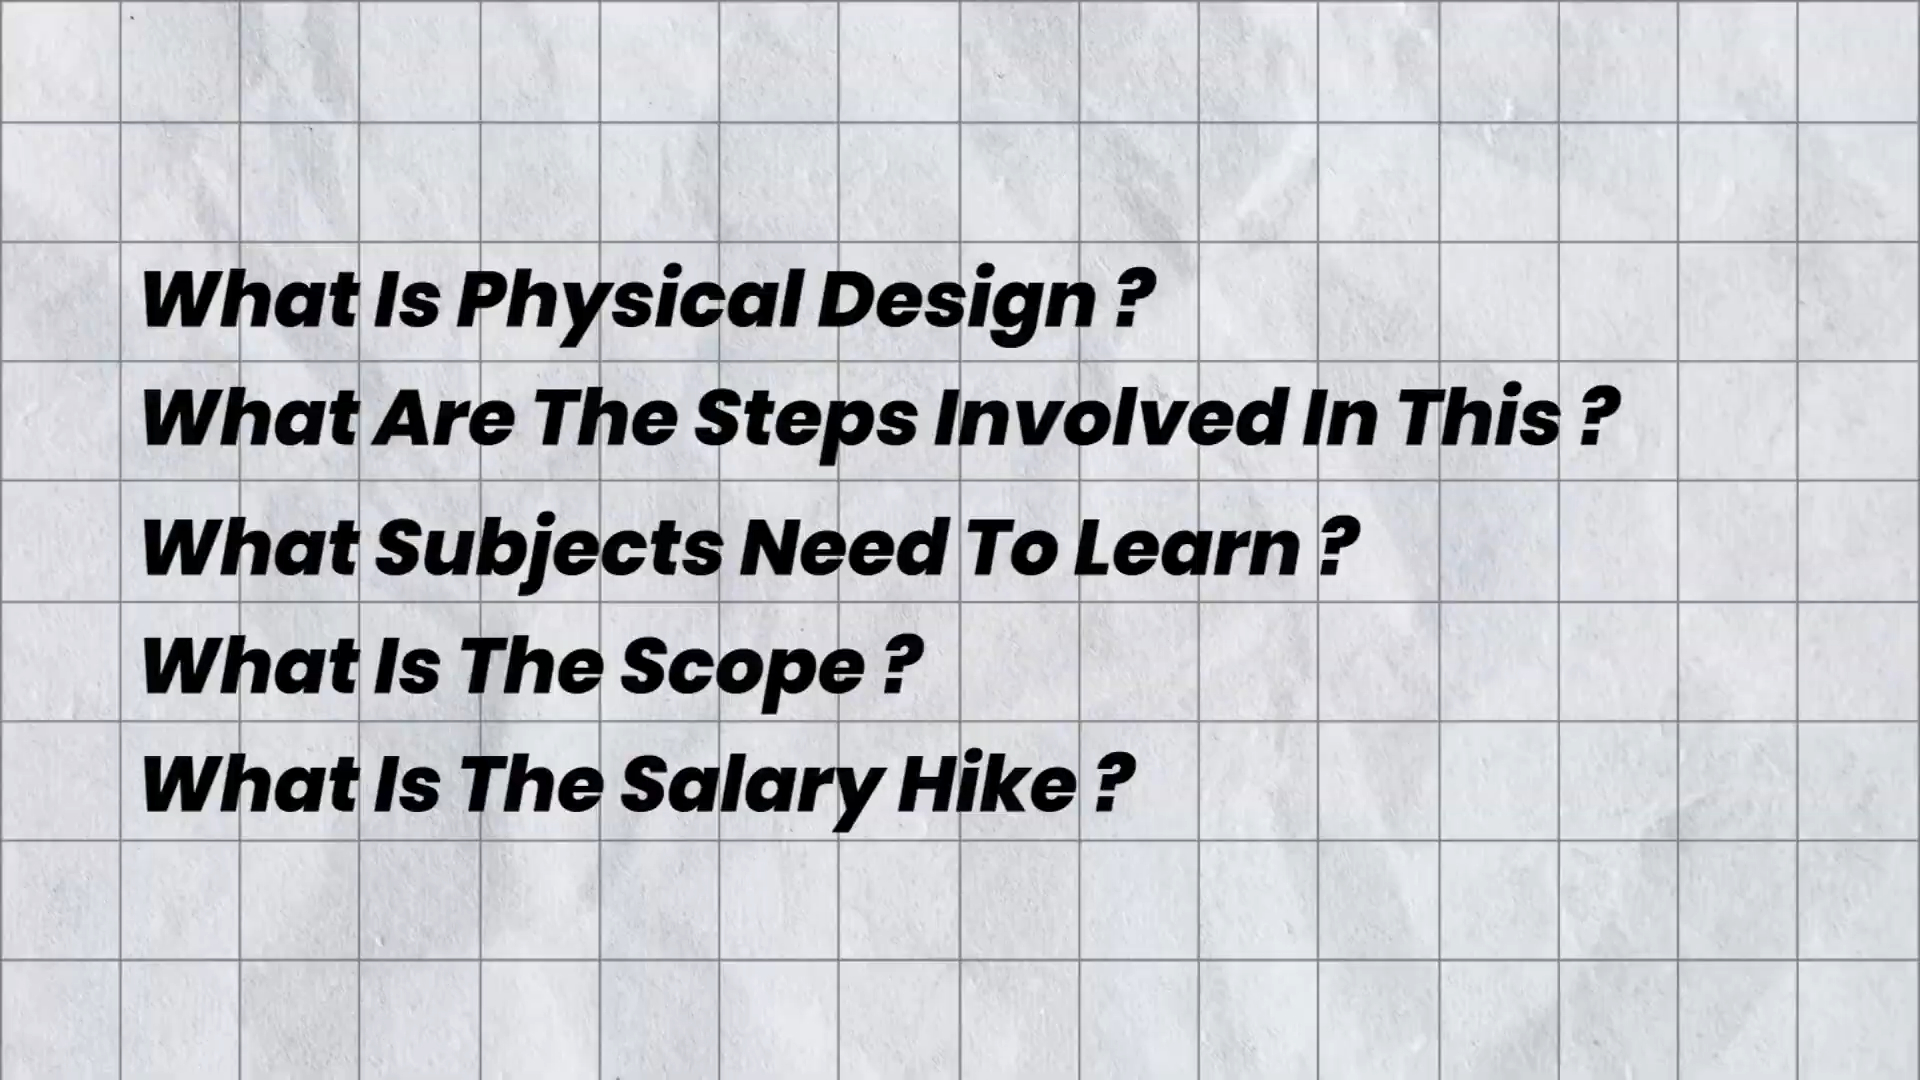 What Is Physical Design ?
What Are The Steps Involved In This ?
What Subjects Need To Learn ?
What Is The Scope ?
What Is The Salary Hike ?